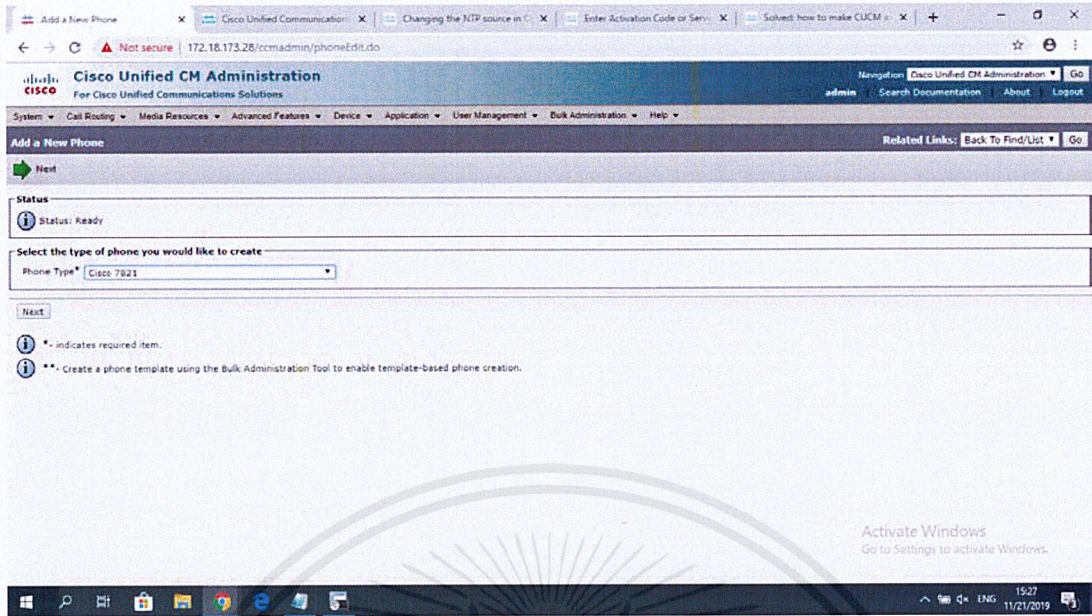 Add a New Phone
Cisco Unified Communication
Changing the NTP source in C
Enter Activation Code or Serv
Solved: how to make CUCM a
Not secure | 172.18.173.28/ccmadmin/phoneEdit.do
Cisco Unified CM Administration
For Cisco Unified Communications Solutions
CISCO
Navigation Cisco Unified CM Administration Go
admin | Search Documentation | About | Logout
System Call Routing Media Resources Advanced Features Device Application User Management Bulk Administration Help
Add a New Phone
Related Links: Back To Find/List Go
Next
Status
Status: Ready
Select the type of phone you would like to create
Phone Type* Cisco 7821
Next
*- indicates required item.
**- Create a phone template using the Bulk Administration Tool to enable template-based phone creation.
Activate Windows
Go to Settings to activate Windows.
ENG
15:27
11/21/2019